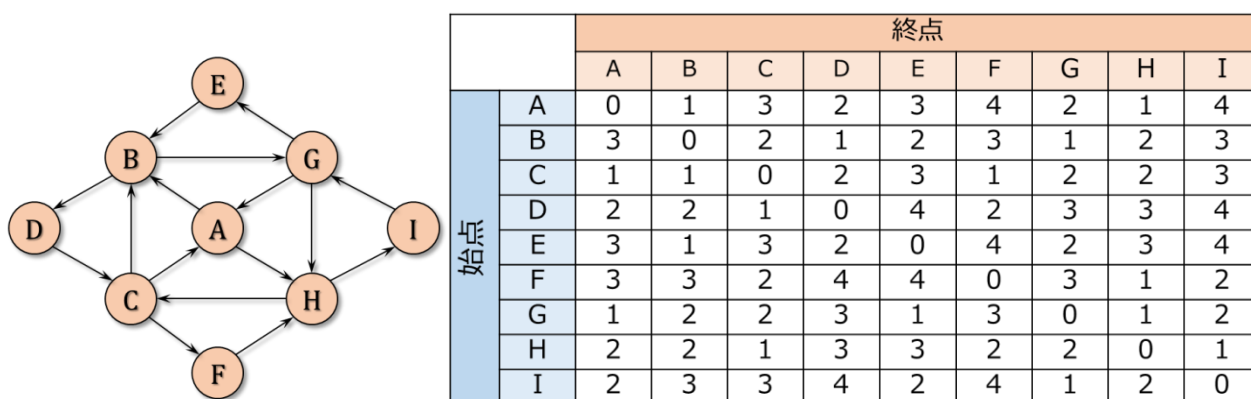 E
B
G
D
A
I
C
H
F
終点
A B C D E F G H I
始点
A 0 1 3 2 3 4 2 1 4
B 3 0 2 1 2 3 1 2 3
C 1 1 0 2 3 1 2 2 3
D 2 2 1 0 4 2 3 3 4
E 3 1 3 2 0 4 2 3 4
F 3 3 2 4 4 0 3 1 2
G 1 2 2 3 1 3 0 1 2
H 2 2 1 3 3 2 2 0 1
I 2 3 3 4 2 4 1 2 0